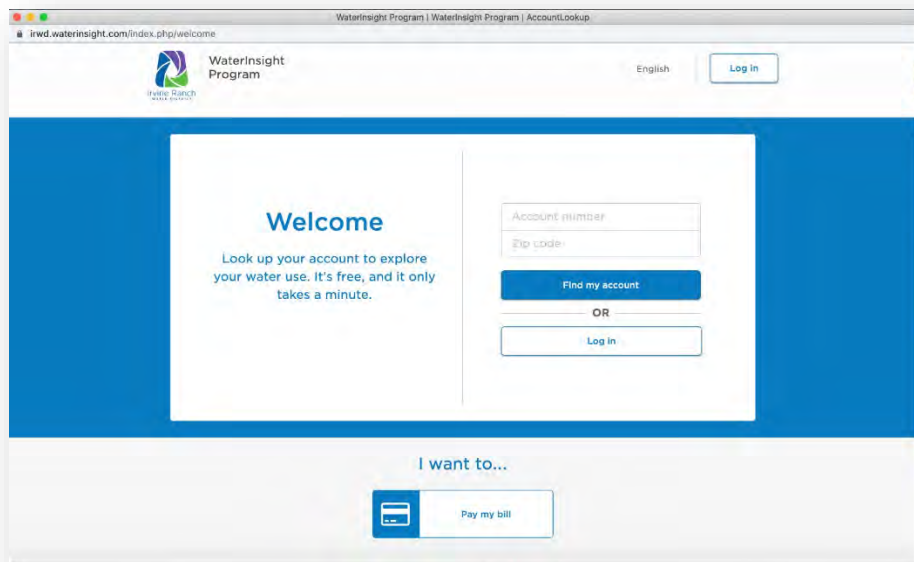 WaterInsight Program | WaterInsight Program | AccountLookup
irwd.waterinsight.com/index.php/welcome
Irvine Ranch
WATER DISTRICT
WaterInsight
Program
English
Log in
Welcome
Look up your account to explore
your water use. It's free, and it only
takes a minute.
Account number
Zip code
Find my account
OR
Log in
I want to...
Pay my bill